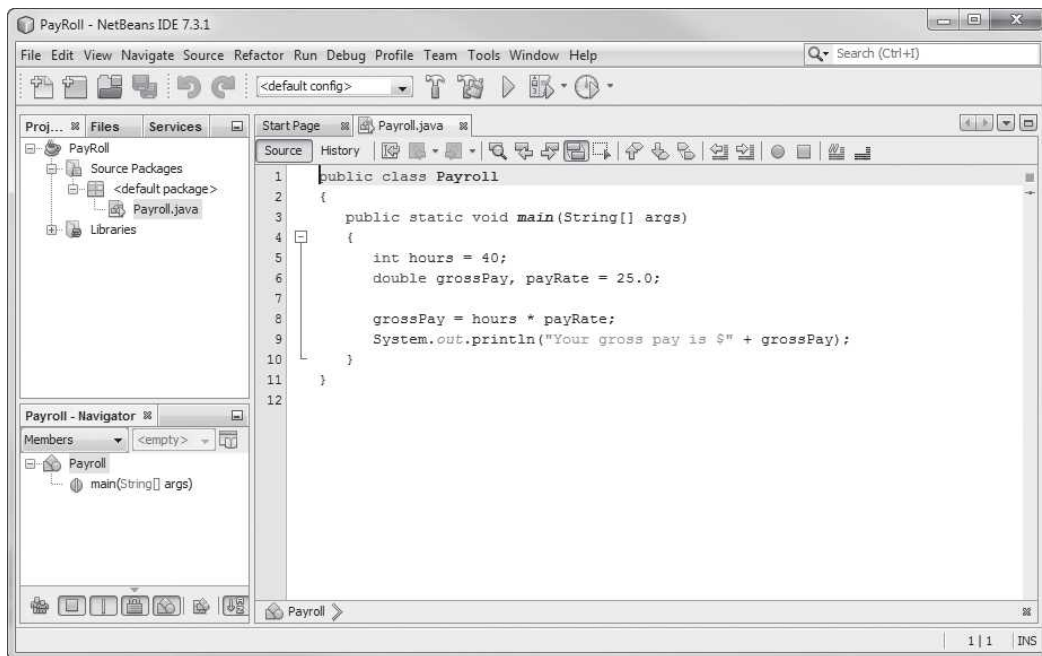 PayRoll - NetBeans IDE 7.3.1
File Edit View Navigate Source Refactor Run Debug Profile Team Tools Window Help
Search (Ctrl+I)
<default config>
Proj... Files Services
PayRoll
Source Packages
<default package>
Payroll.java
Libraries
Start Page Payroll.java
Source History
1 public class Payroll
2 {
3 public static void main(String[] args)
4 {
5 int hours = 40;
6 double grossPay, payRate = 25.0;
7
8 grossPay = hours * payRate;
9 System.out.println("Your gross pay is $" + grossPay);
10 }
11 }
12
Payroll - Navigator
Members <empty>
Payroll
main(String[] args)
Payroll
1 | 1 INS